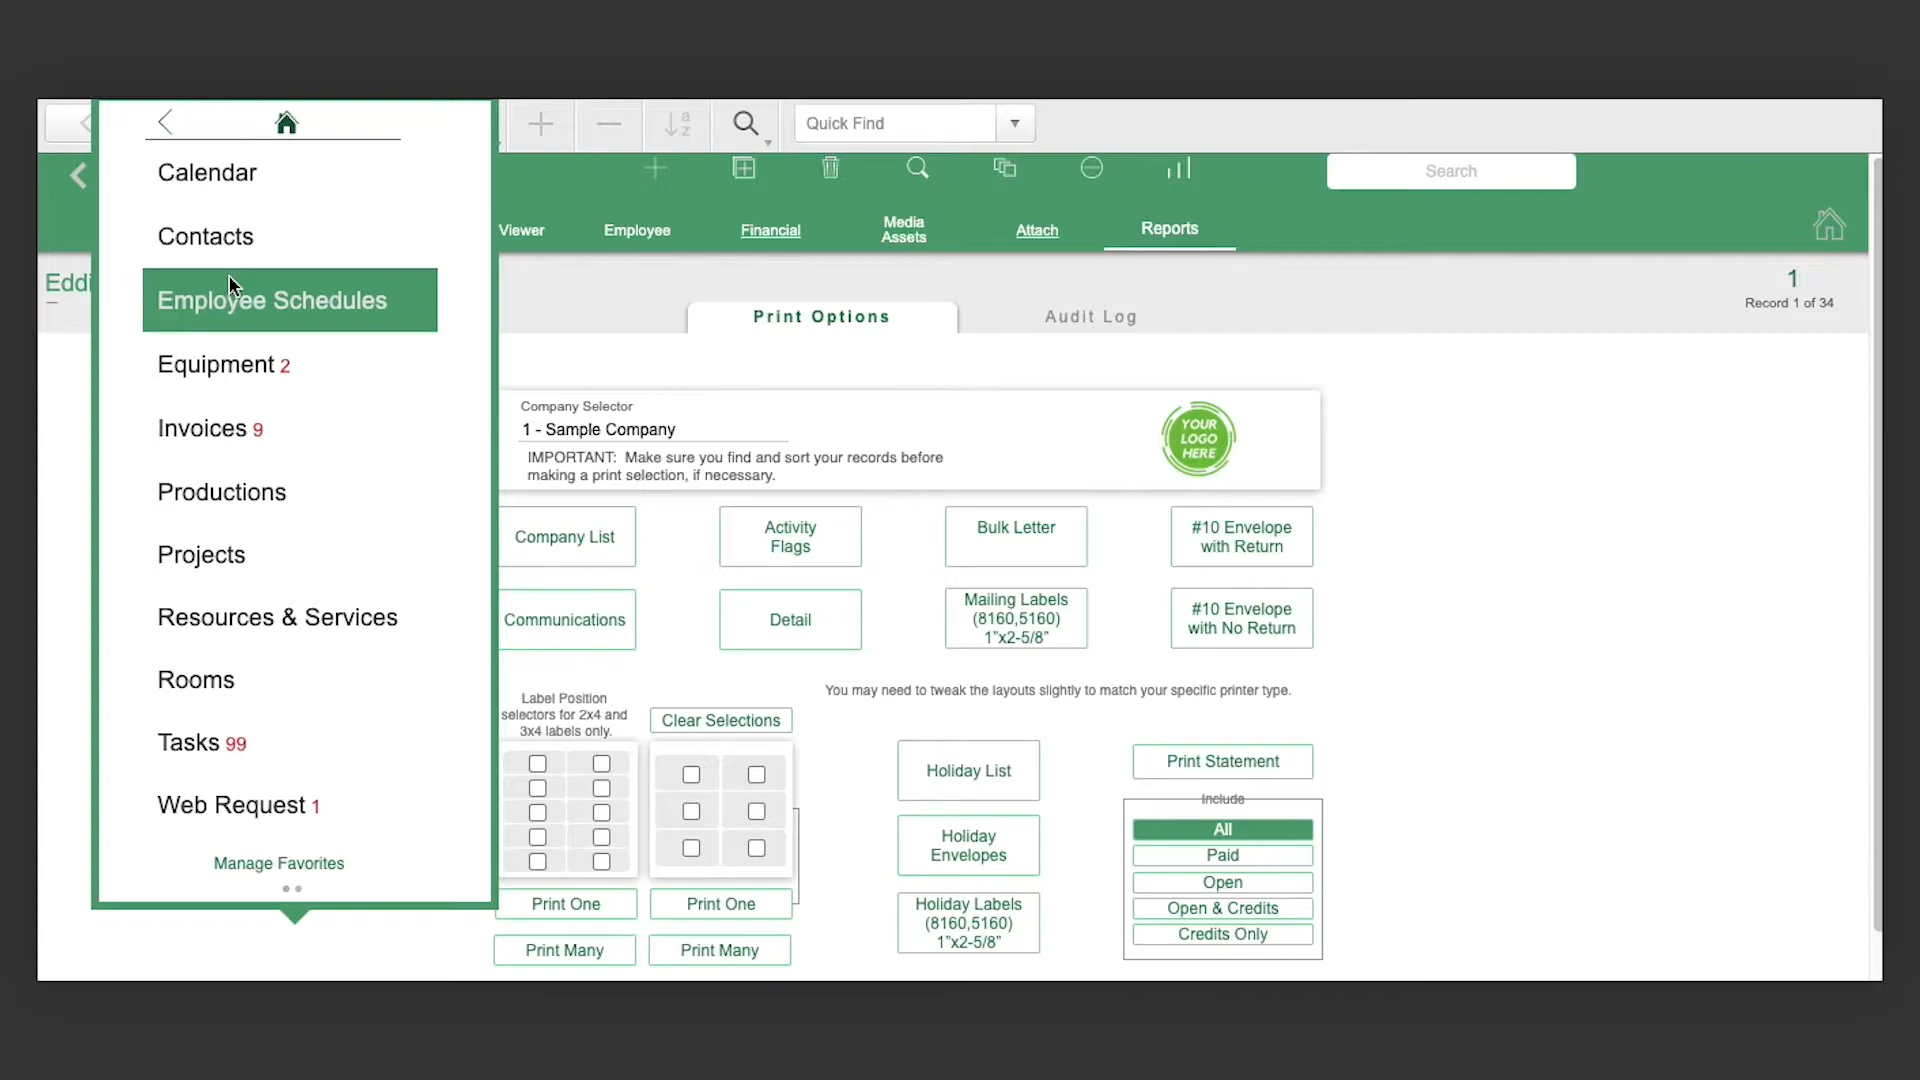 Quick Find
Search
Viewer
Employee
Financial
Media
Assets
Attach
Reports
Calendar
Contacts
Employee Schedules
Equipment 2
Invoices 9
Productions
Projects
Resources & Services
Rooms
Tasks 99
Web Request 1
Manage Favorites
Eddi
1
Record 1 of 34
Print Options
Audit Log
Company Selector
1 - Sample Company
IMPORTANT: Make sure you find and sort your records before
making a print selection, if necessary.
YOUR
LOGO
HERE
Company List
Activity
Flags
Bulk Letter
#10 Envelope
with Return
Communications
Detail
Mailing Labels
(8160,5160)
1"x2-5/8"
#10 Envelope
with No Return
Label Position
selectors for 2x4 and
3x4 labels only.
Clear Selections
You may need to tweak the layouts slightly to match your specific printer type.
Print One
Print One
Print Many
Print Many
Holiday List
Holiday
Envelopes
Holiday Labels
(8160,5160)
1"x2-5/8"
Print Statement
Include
All
Paid
Open
Open & Credits
Credits Only